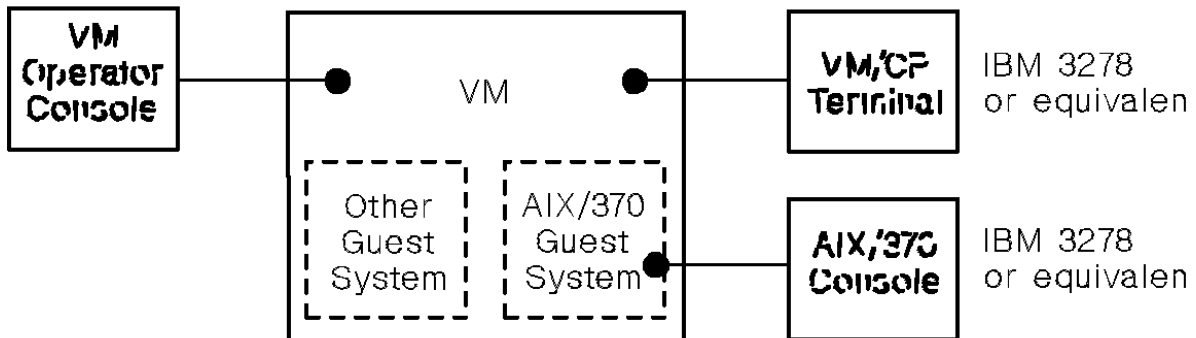 VM
Operator
Console
VM
VM/CP
Terminal
IBM 3278
or equivalen
Other
Guest
System
AIX/370
Guest
System
AIX/370
Console
IBM 3278
or equivalen